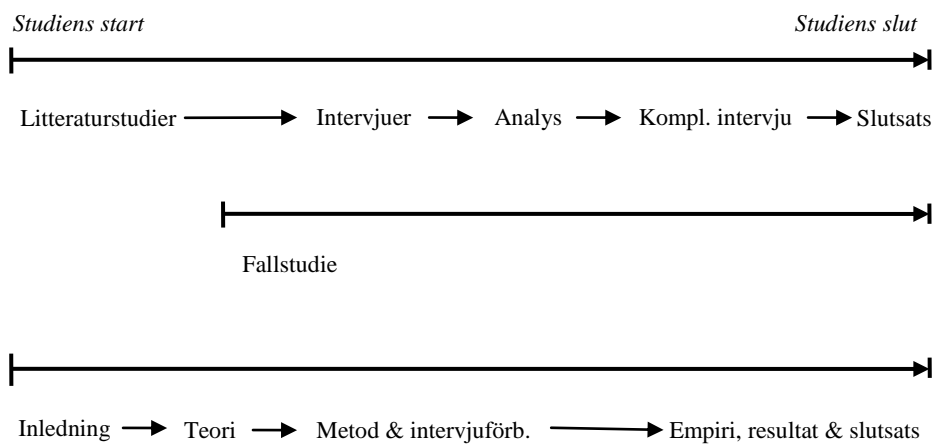 Studiens start Studiens slut
Litteraturstudier Intervjuer Analys Kompl. intervju Slutsats
Fallstudie
Inledning Teori Metod & intervjuförb. Empiri, resultat & slutsats